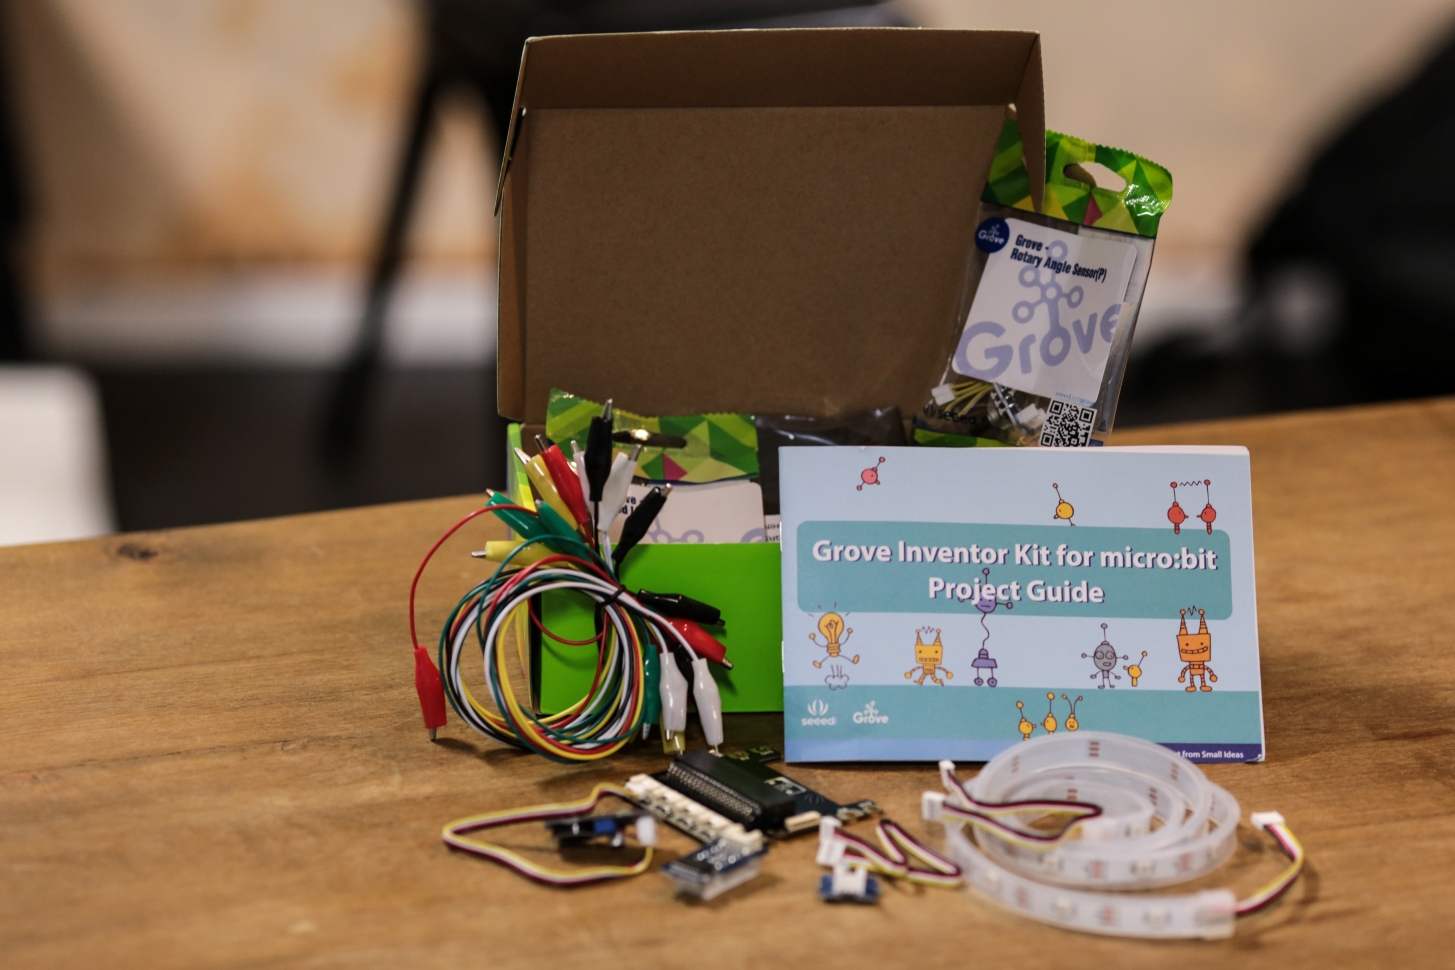 Grove
Grove -
Rotary Angle Sensor(P)
Grove
seeed
Grove Inventor Kit for micro:bit
Project Guide
seeed
Grove
from Small Ideas